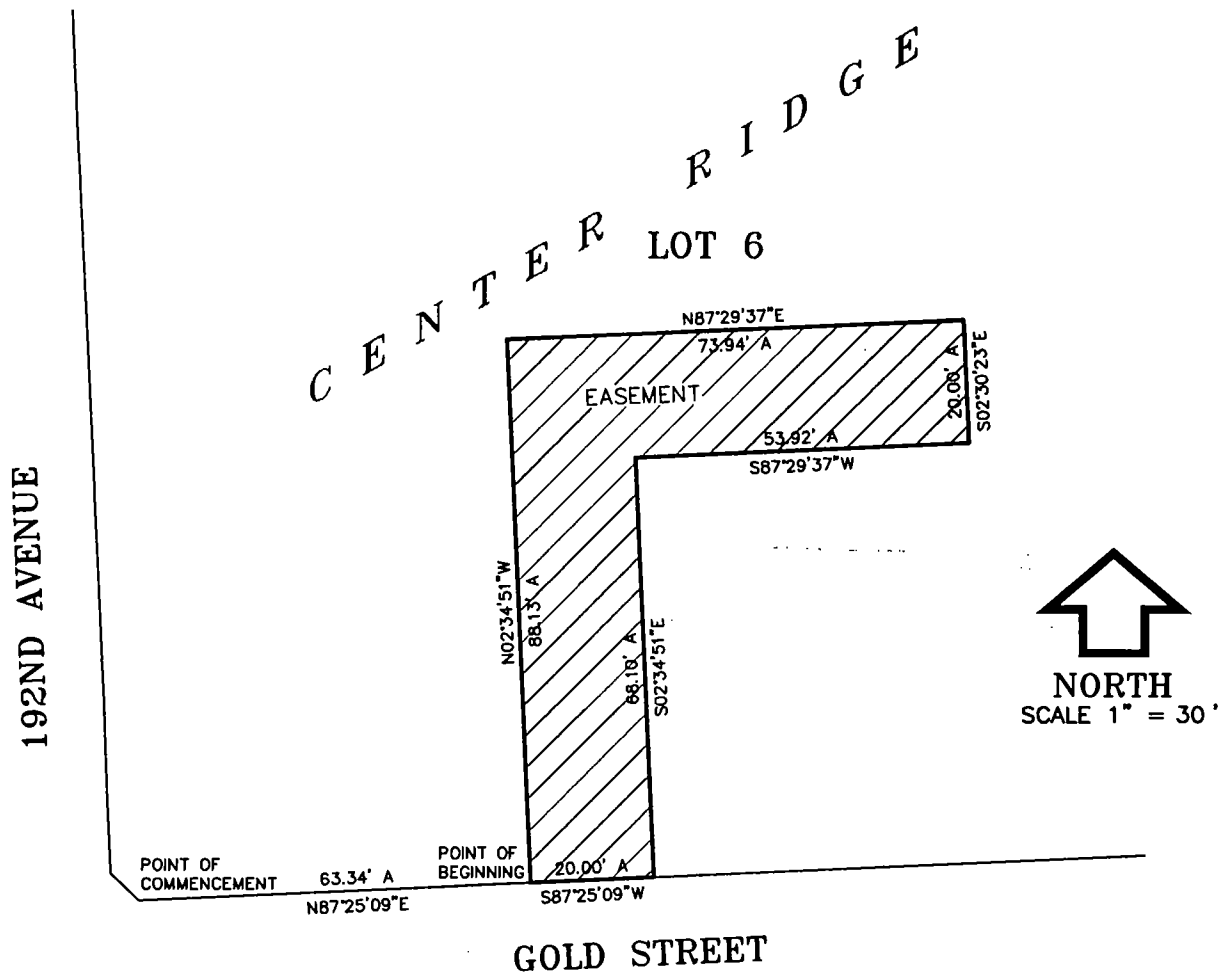 CENTER RIDGE
LOT 6
N87°29'37"E
73.94' A
EASEMENT
20.00' A
S02°30'23"E
53.92' A
S87°29'37"W
192ND AVENUE
N02°34'51"W
88.13' A
68.10' A
S02°34'51"E
NORTH
SCALE 1" = 30'
POINT OF
COMMENCEMENT
63.34' A
N87°25'09"E
POINT OF
BEGINNING
20.00' A
S87°25'09"W
GOLD STREET